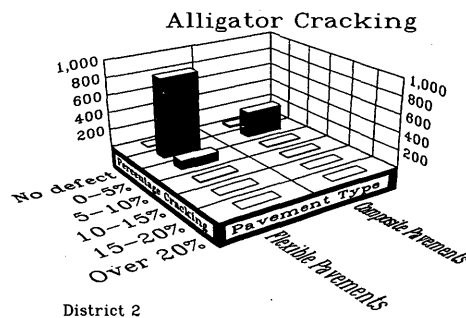 Alligator Cracking
1,000
800
600
400
200
1,000
800
600
400
200
No defect
0-5%
5-10%
10-15%
15-20%
Over 20%
Percentage Cracking
Pavement Type
Composite Pavements
Flexible Pavements
District 2